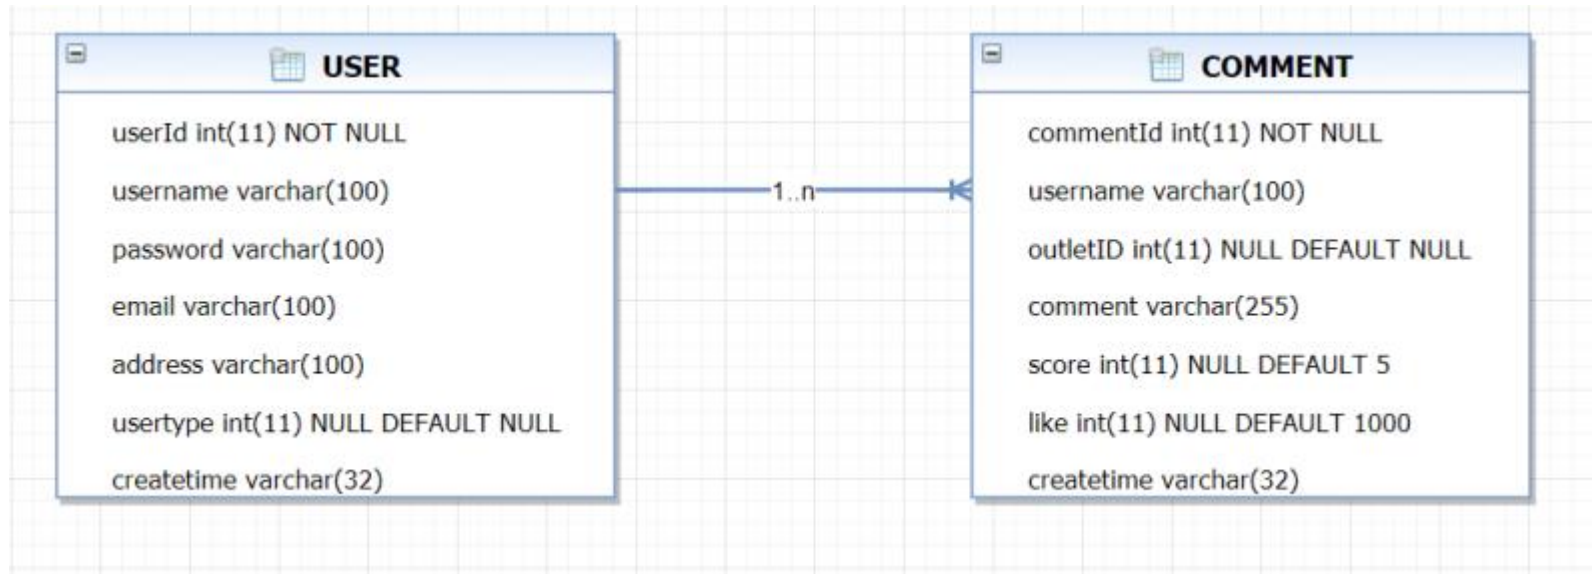 USER
userId int(11) NOT NULL
username varchar(100)
password varchar(100)
email varchar(100)
address varchar(100)
usertype int(11) NULL DEFAULT NULL
createtime varchar(32)
1..n
COMMENT
commentId int(11) NOT NULL
username varchar(100)
outletID int(11) NULL DEFAULT NULL
comment varchar(255)
score int(11) NULL DEFAULT 5
like int(11) NULL DEFAULT 1000
createtime varchar(32)